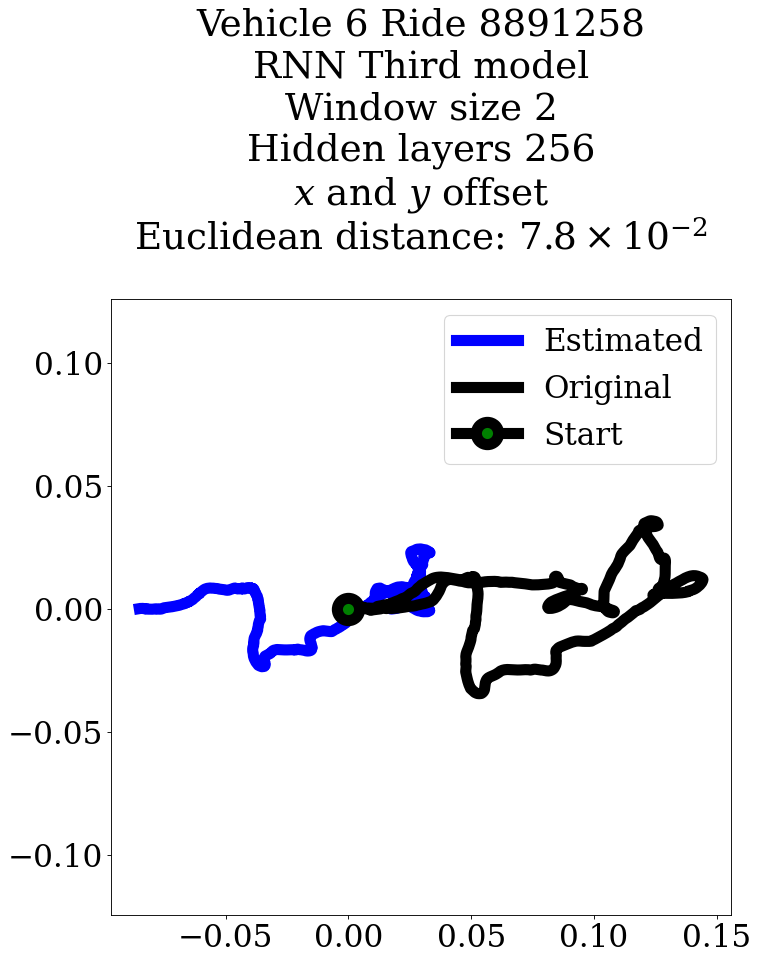 Vehicle 6 Ride 8891258
RNN Third model
Window size 2
Hidden layers 256
x and y offset
Euclidean distance: 7.8 × 10⁻²
Estimated
Original
Start
0.10
0.05
0.00
−0.05
−0.10
−0.05 0.00 0.05 0.10 0.15